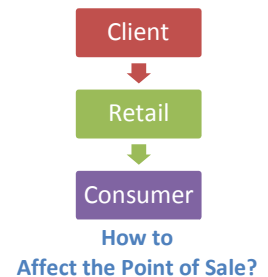 Client
Retail
Consumer
How to
Affect the Point of Sale?